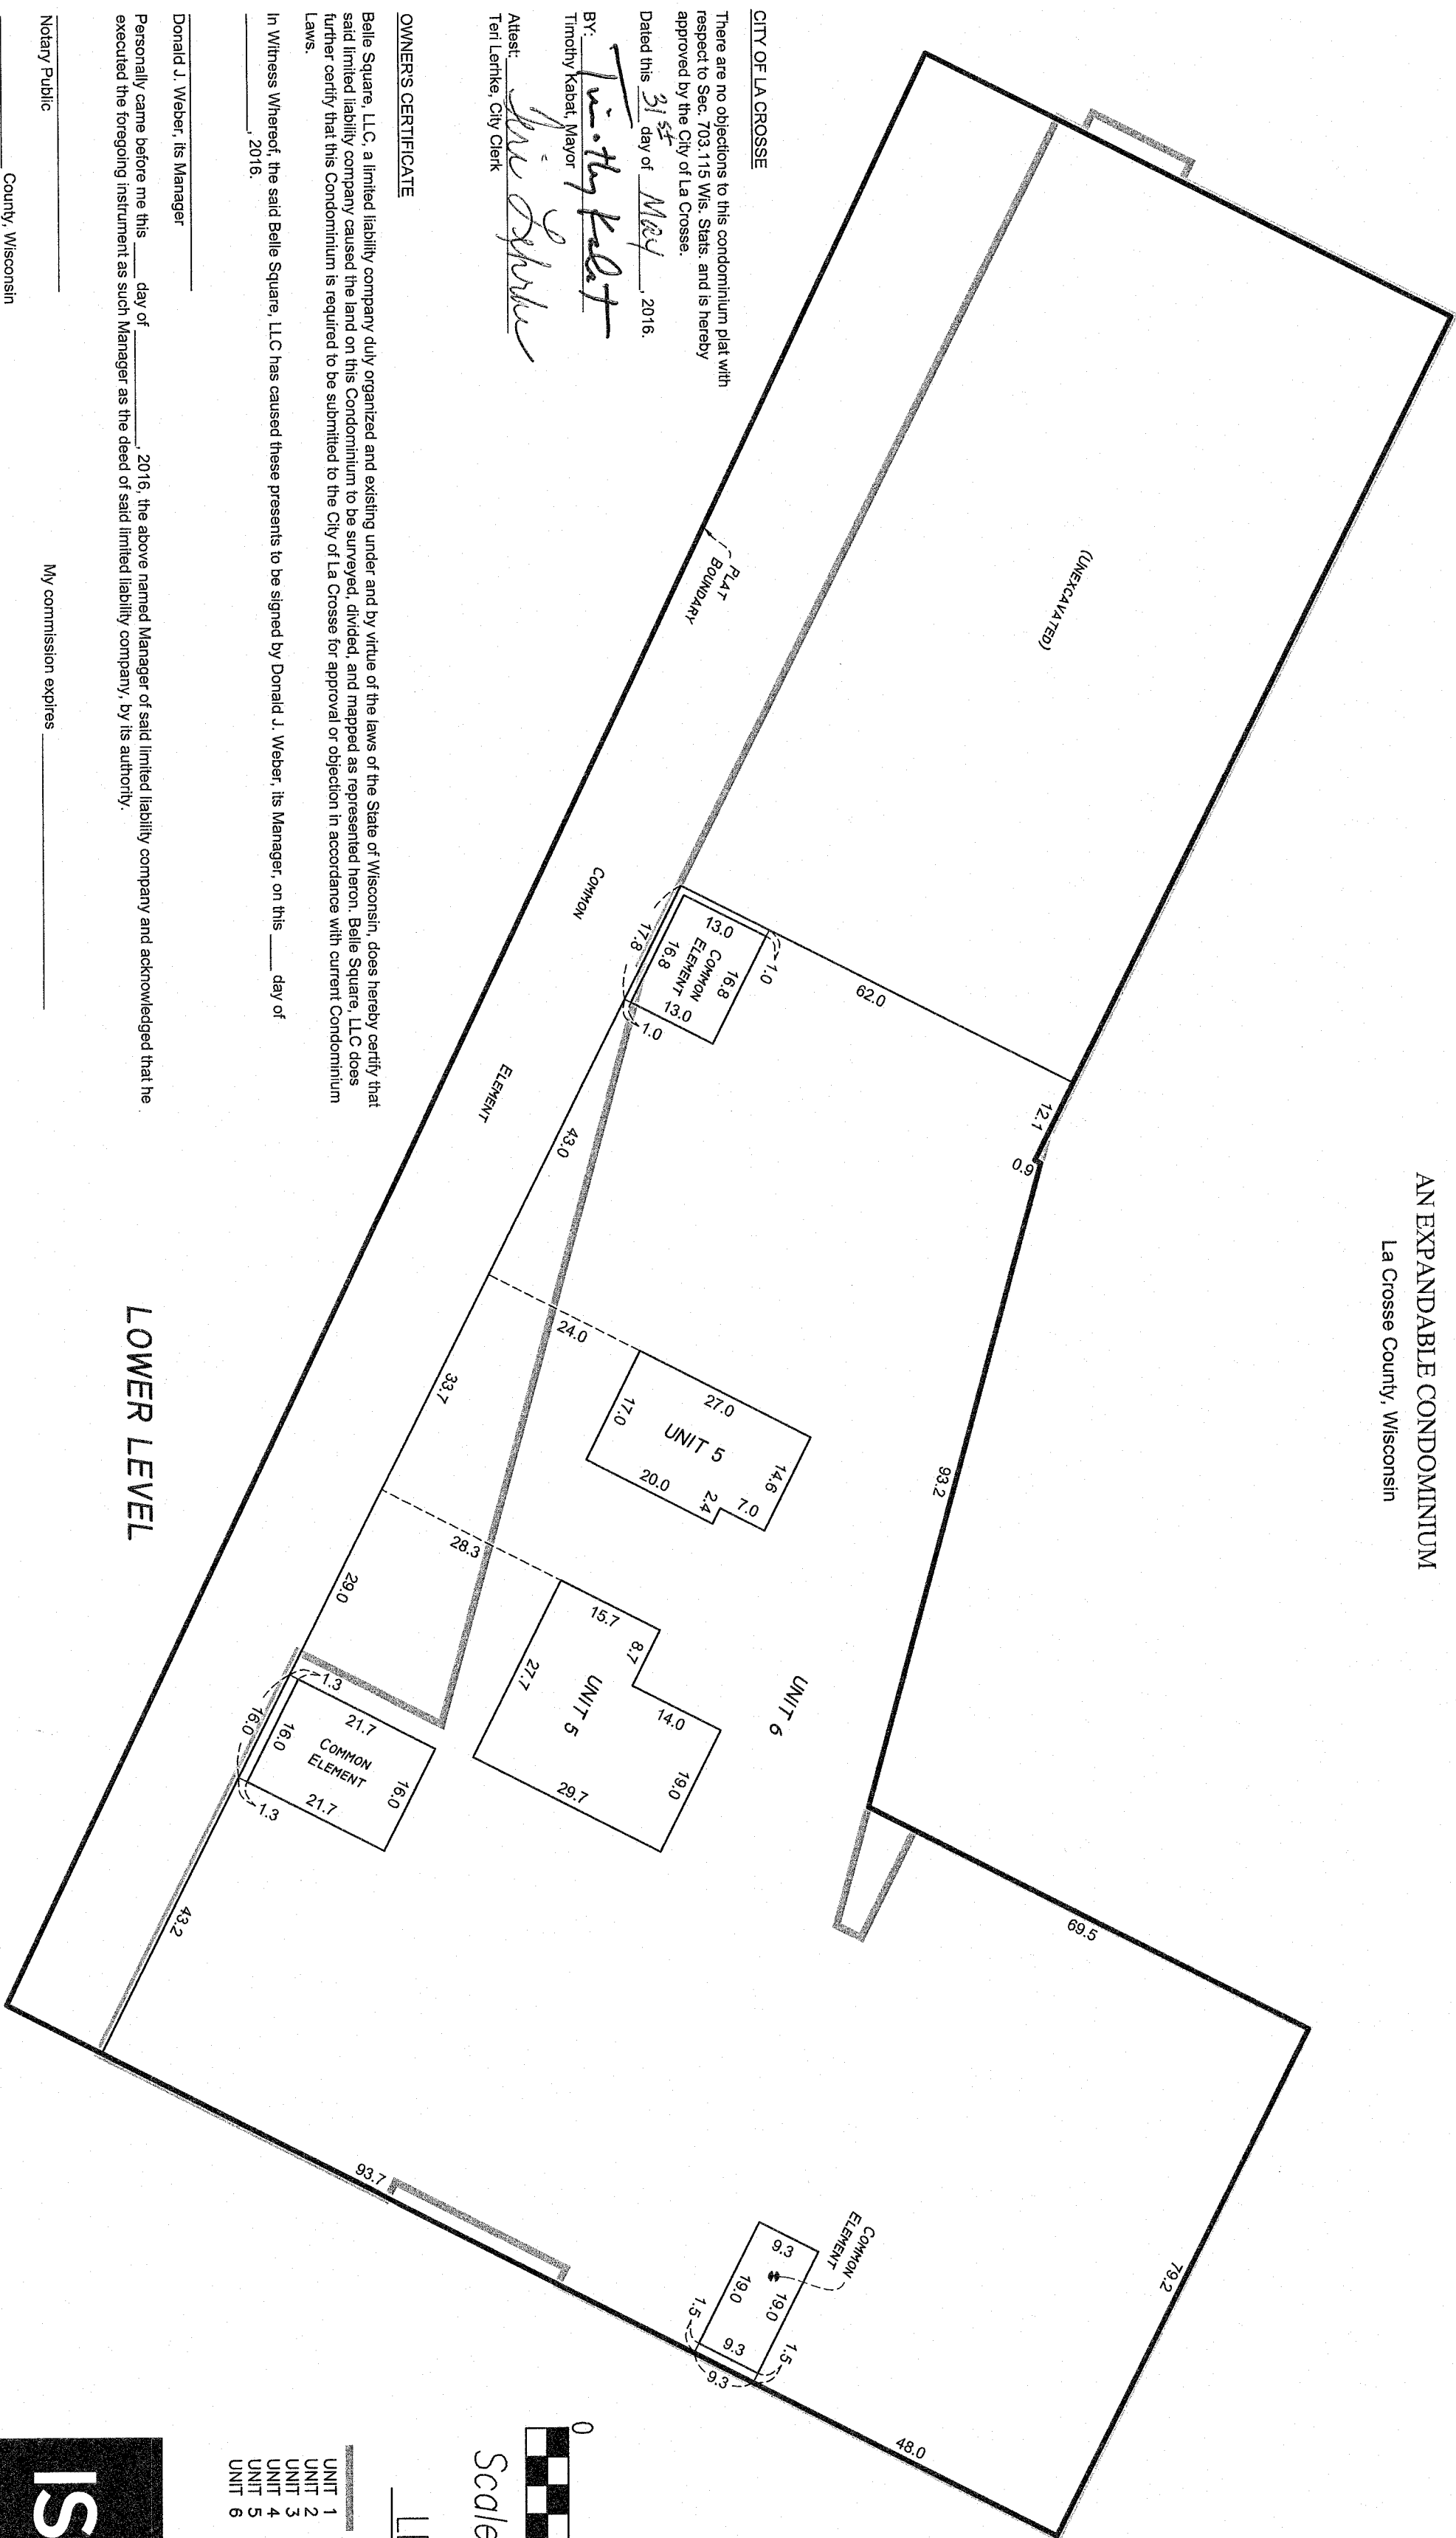 AN EXPANDABLE CONDOMINIUM
La Crosse County, Wisconsin
CITY OF LA CROSSE
There are no objections to this condominium plat with
respect to Sec. 703.115 Wis. Stats. and is hereby
approved by the City of La Crosse.
Dated this 31st day of May, 2016.
BY: Timothy Kabat
Timothy Kabat, Mayor
Attest: Teri Lehrke
Teri Lerhke, City Clerk
OWNER'S CERTIFICATE
Belle Square, LLC, a limited liability company duly organized and existing under and by virtue of the laws of the State of Wisconsin, does hereby certify that
said limited liability company caused the land on this Condominium to be surveyed, divided, and mapped as represented heron. Belle Square, LLC does
further certify that this Condominium is required to be submitted to the City of La Crosse for approval or objection in accordance with current Condominium
Laws.
In Witness Whereof, the said Belle Square, LLC has caused these presents to be signed by Donald J. Weber, its Manager, on this ____ day of
____________, 2016.
Donald J. Weber, its Manager
Personally came before me this ____ day of ____________, 2016, the above named Manager of said limited liability company and acknowledged that he
executed the foregoing instrument as such Manager as the deed of said limited liability company, by its authority.
Notary Public
My commission expires
County, Wisconsin
(UNEXCAVATED)
PLAT
BOUNDARY
COMMON
ELEMENT
17.8
13.0
16.8
COMMON
ELEMENT
16.8
13.0
1.0
1.0
62.0
12.1
0.9
43.0
24.0
33.7
27.0
17.0
UNIT 5
14.6
20.0
2.4
7.0
93.2
28.3
29.0
15.7
8.7
27.7
UNIT 5
14.0
19.0
29.7
UNIT 6
1.3
21.7
16.0
16.0
COMMON
ELEMENT
16.0
21.7
1.3
43.2
69.5
79.2
93.7
COMMON
ELEMENT
9.3
19.0
19.0
1.5
9.3
1.5
9.3
48.0
LOWER LEVEL
0
Scale
UNIT 1
UNIT 2
UNIT 3
UNIT 4
UNIT 5
UNIT 6
IS